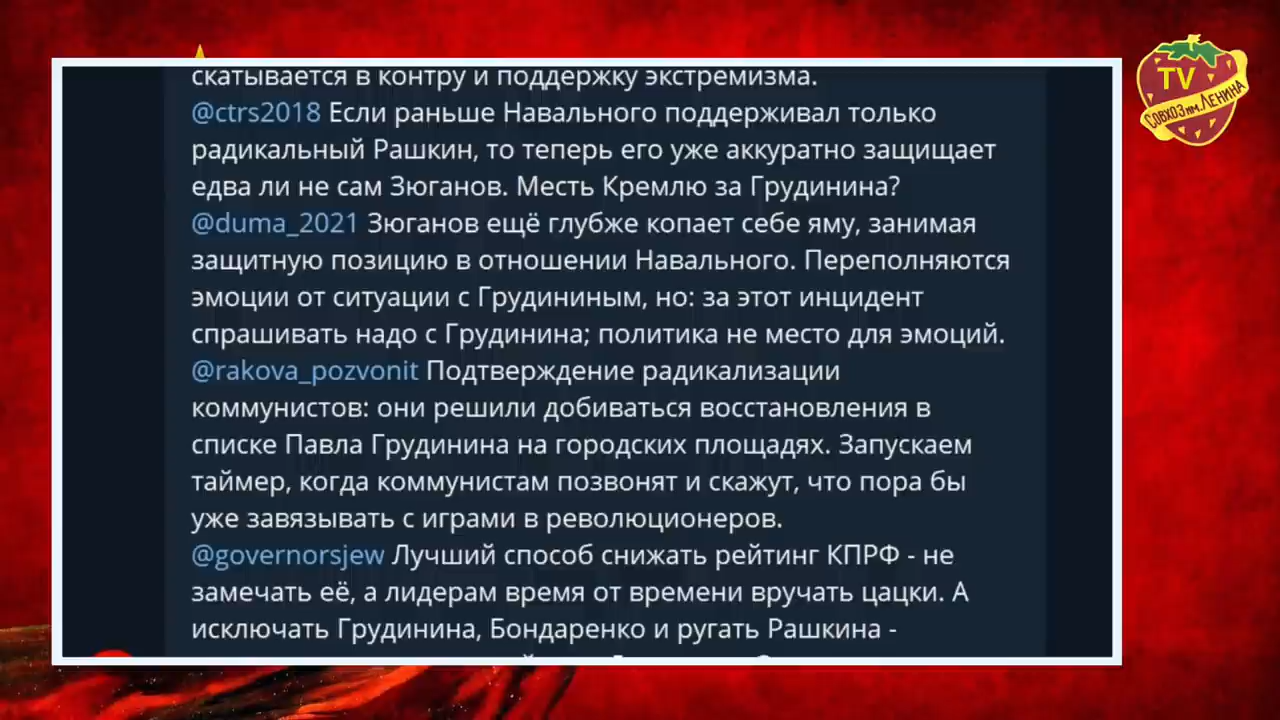 скатывается в контру и поддержку экстремизма.
@ctrs2018 Если раньше Навального поддерживал только
радикальный Рашкин, то теперь его уже аккуратно защищает
едва ли не сам Зюганов. Месть Кремлю за Грудинина?
@duma_2021 Зюганов ещё глубже копает себе яму, занимая
защитную позицию в отношении Навального. Переполняются
эмоции от ситуации с Грудининым, но: за этот инцидент
спрашивать надо с Грудинина; политика не место для эмоций.
@rakova_pozvonit Подтверждение радикализации
коммунистов: они решили добиваться восстановления в
списке Павла Грудинина на городских площадях. Запускаем
таймер, когда коммунистам позвонят и скажут, что пора бы
уже завязывать с играми в революционеров.
@governorsjew Лучший способ снижать рейтинг КПРФ - не
замечать её, а лидерам время от времени вручать цацки. А
исключать Грудинина, Бондаренко и ругать Рашкина -
TV
Совхоз им. ЛЕНИНА